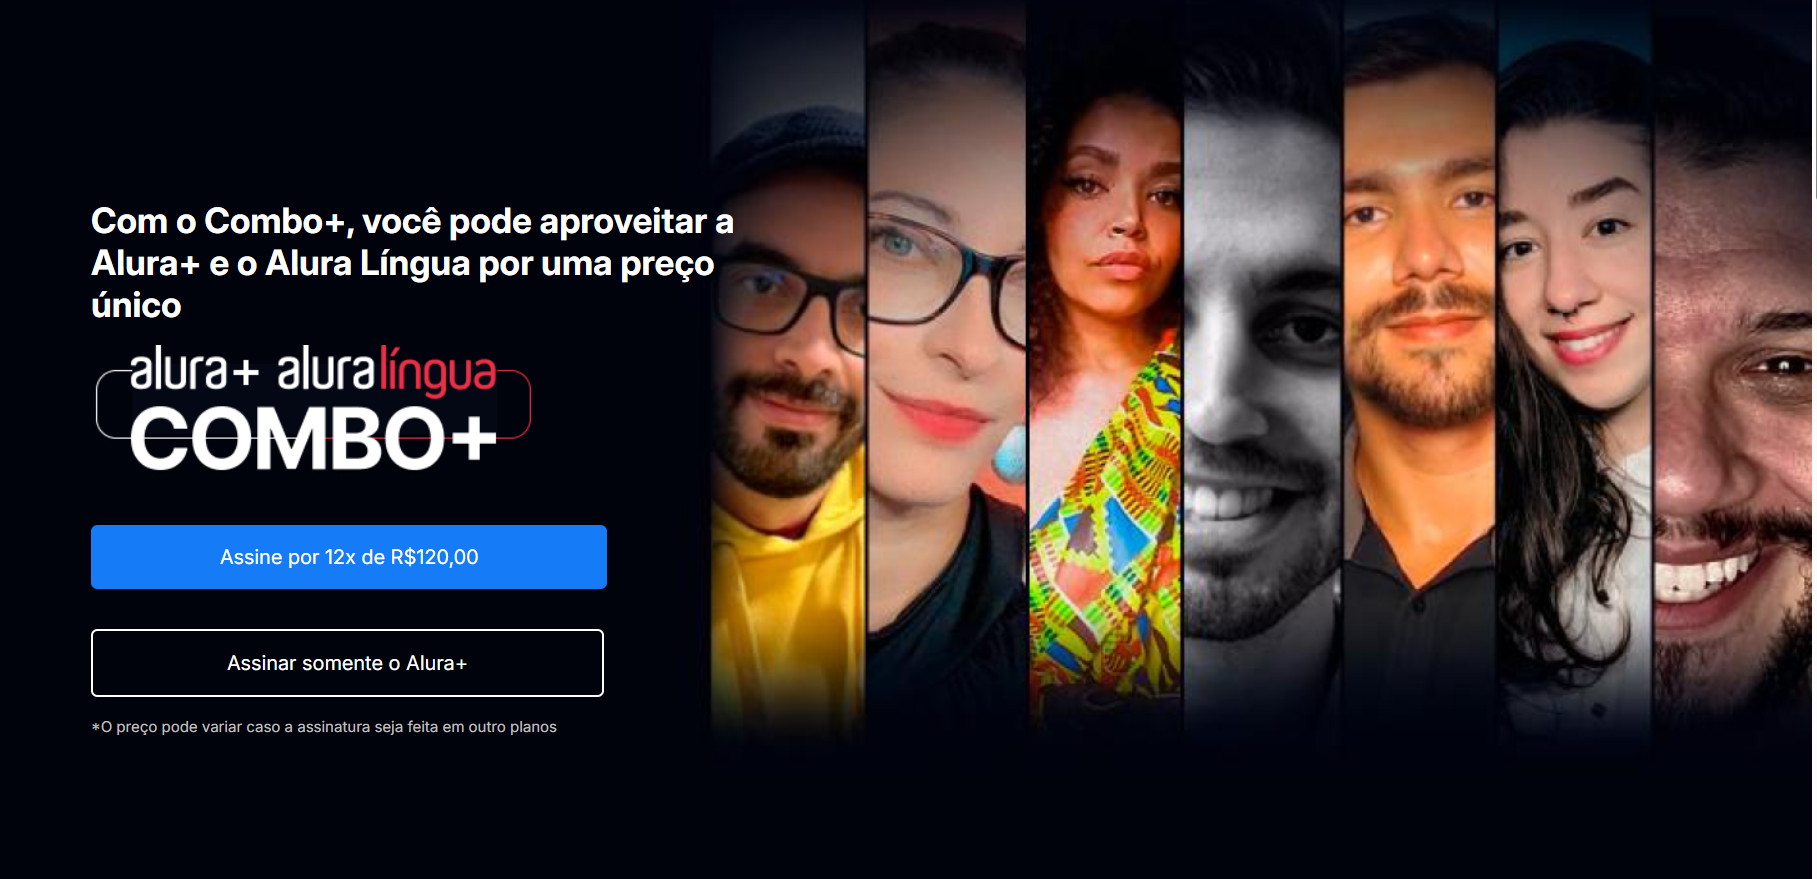 Com o Combo+, você pode aproveitar a
Alura+ e o Alura Língua por uma preço
único
alura+ aluralíngua
COMBO+
Assine por 12x de R$120,00
Assinar somente o Alura+
*O preço pode variar caso a assinatura seja feita em outro planos